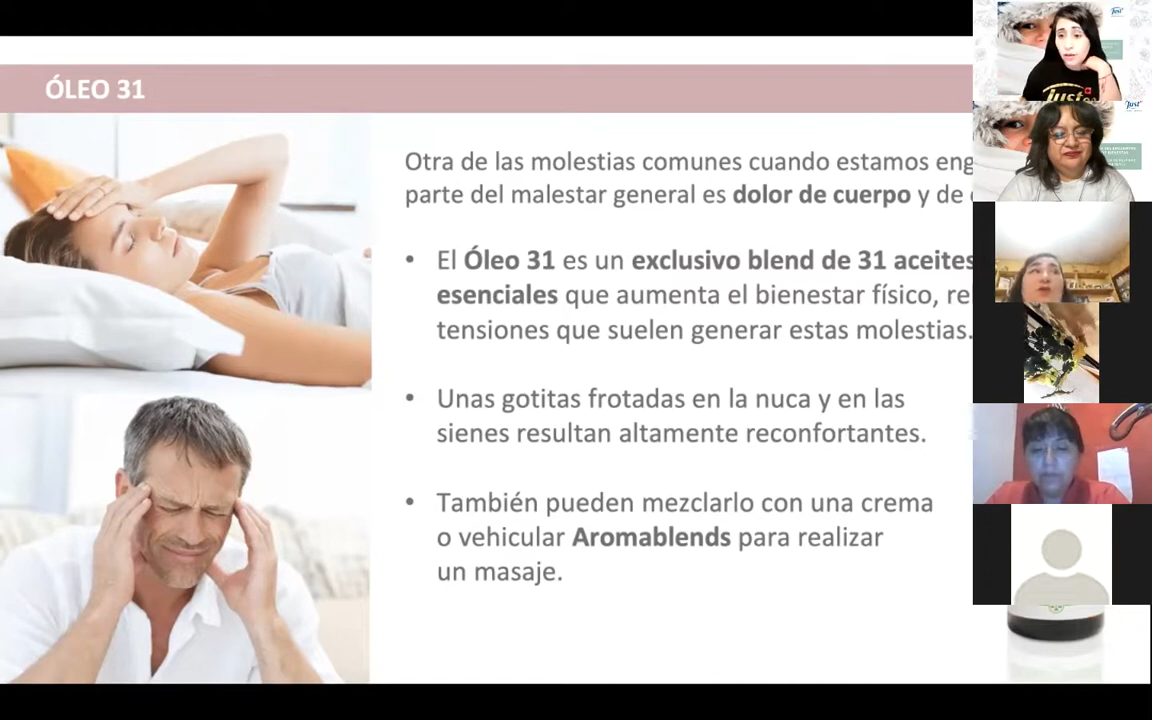 ÓLEO 31
Otra de las molestias comunes cuando estamos
parte del malestar general es dolor de cuerpo y de
• El Óleo 31 es un exclusivo blend de 31 aceites
esenciales que aumenta el bienestar físico,
tensiones que suelen generar estas molestias.
• Unas gotitas frotadas en la nuca y en las
sienes resultan altamente reconfortantes.
• También pueden mezclarlo con una crema
o vehicular Aromablends para realizar
un masaje.
Just
just
Just